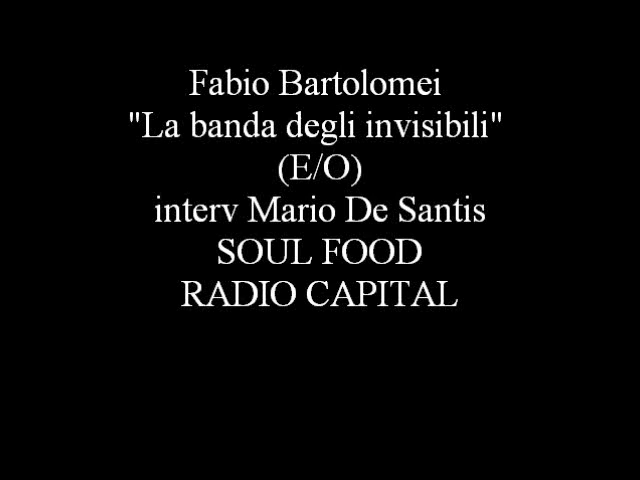 Fabio Bartolomei
"La banda degli invisibili"
(E/O)
interv Mario De Santis
SOUL FOOD
RADIO CAPITAL